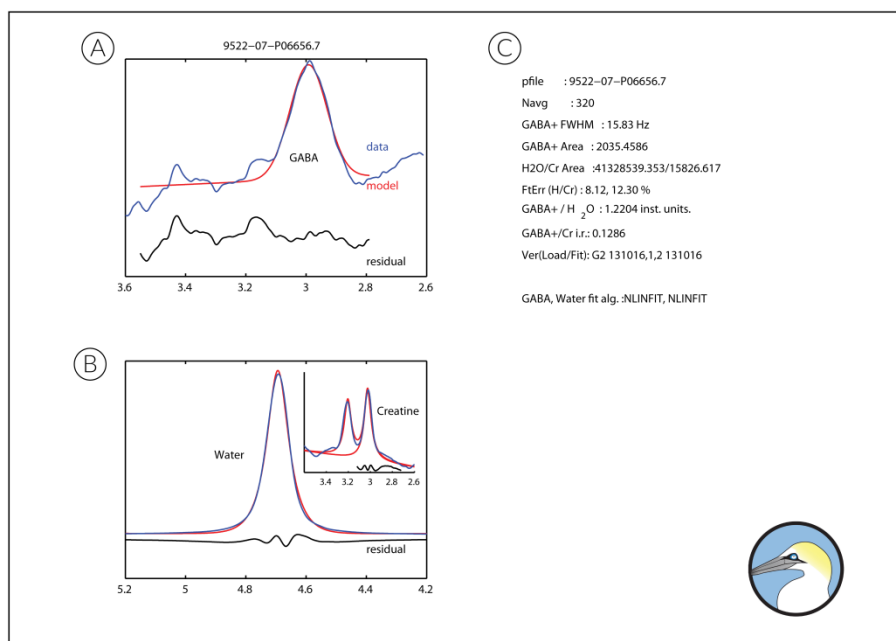 A
9522–07–P06656.7
data
GABA
model
residual
3.6 3.4 3.2 3 2.8 2.6
B
Creatine
Water
3.4 3.2 3 2.8 2.6
residual
5.2 5 4.8 4.6 4.4 4.2
C
pfile : 9522–07–P06656.7
Navg : 320
GABA+ FWHM : 15.83 Hz
GABA+ Area : 2035.4586
H2O/Cr Area :41328539.353/15826.617
FtErr (H/Cr) : 8.12, 12.30 %
GABA+ / H2O : 1.2204 inst. units.
GABA+/Cr i.r.: 0.1286
Ver(Load/Fit): G2 131016,1,2 131016
GABA, Water fit alg. :NLINFIT, NLINFIT